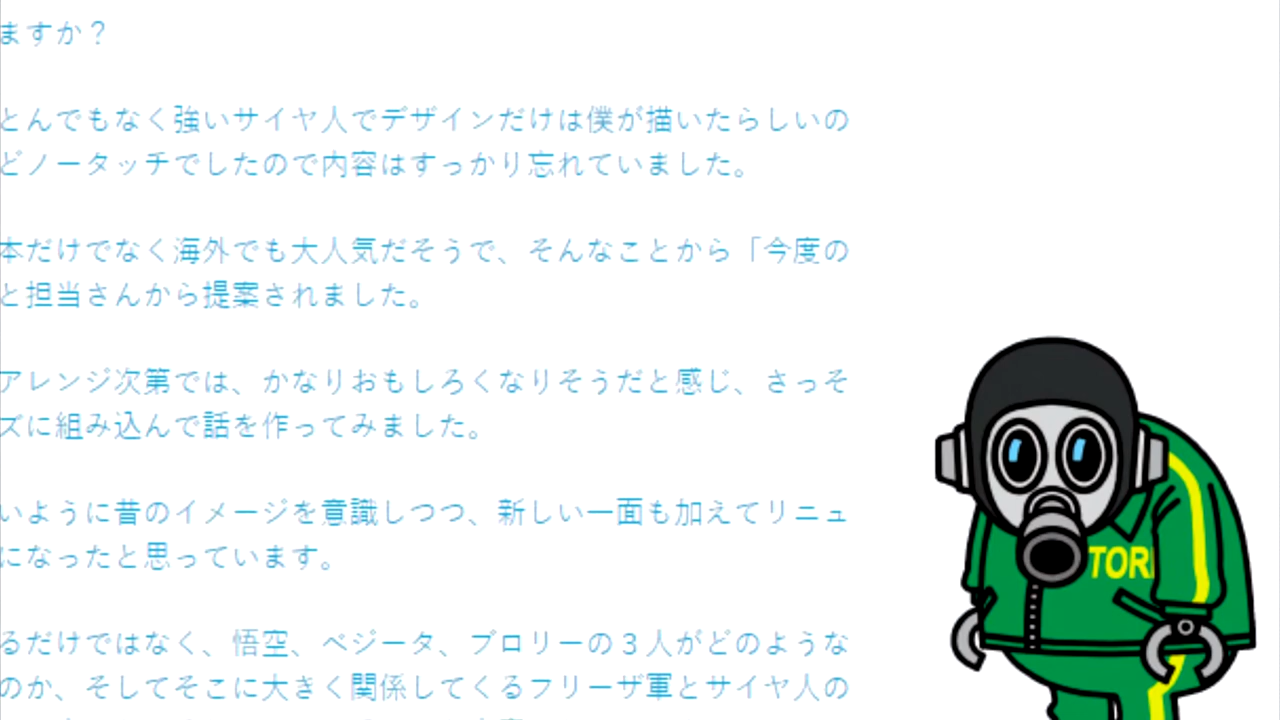 ますか？
とんでもなく強いサイヤ人でデザインだけは僕が描いたらしいの
どノータッチでしたので内容はすっかり忘れていました。
本だけでなく海外でも大人気だそうで、そんなことから「今度の
と担当さんから提案されました。
アレンジ次第では、かなりおもしろくなりそうだと感じ、さっそ
ズに組み込んで話を作ってみました。
いように昔のイメージを意識しつつ、新しい一面も加えてリニュ
になったと思っています。
るだけではなく、悟空、ベジータ、ブロリーの３人がどのような
のか、そしてそこに大きく関係してくるフリーザ軍とサイヤ人の
TORI